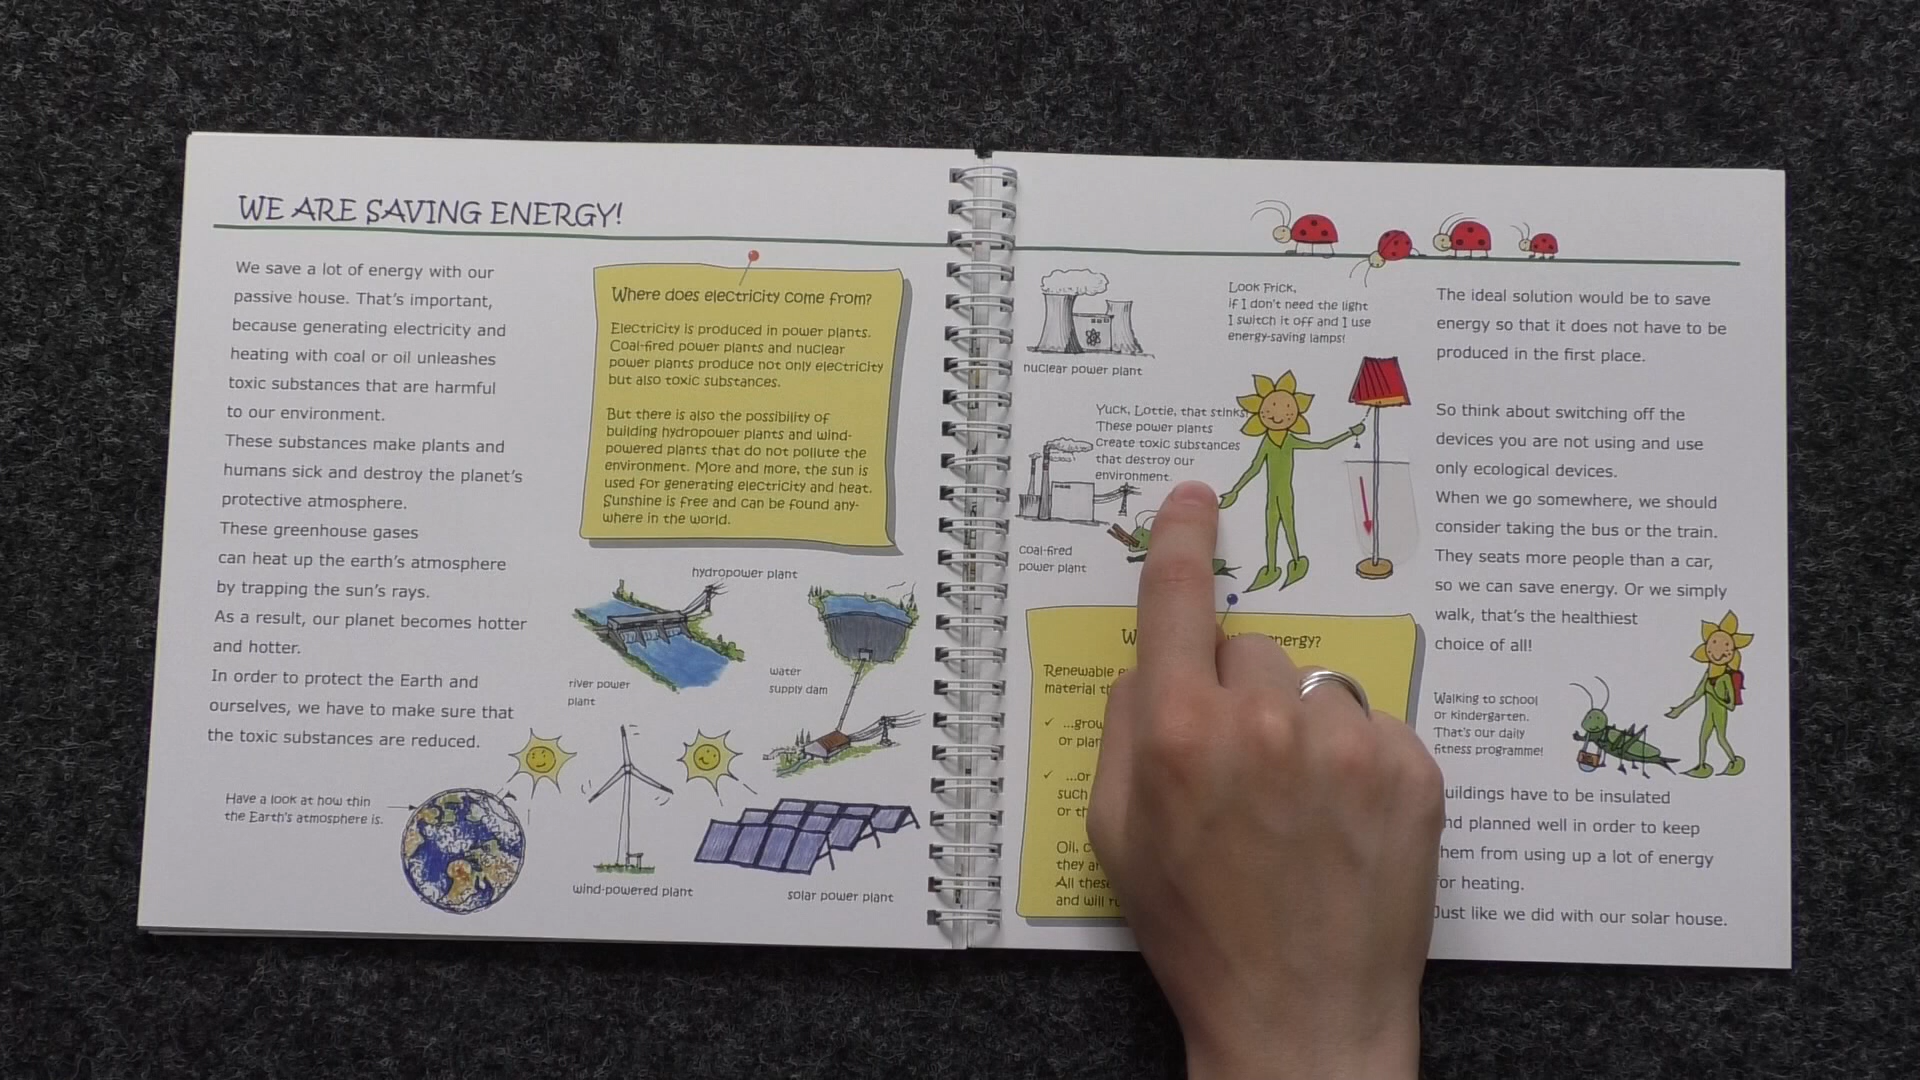 WE ARE SAVING ENERGY!
We save a lot of energy with our
passive house. That's important,
because generating electricity and
heating with coal or oil unleashes
toxic substances that are harmful
to our environment.
These substances make plants and
humans sick and destroy the planet's
protective atmosphere.
These greenhouse gases
can heat up the earth's atmosphere
by trapping the sun's rays.
As a result, our planet becomes hotter
and hotter.
In order to protect the Earth and
ourselves, we have to make sure that
the toxic substances are reduced.
Have a look at how thin
the Earth's atmosphere is.
Where does electricity come from?
Electricity is produced in power plants.
Coal-fired power plants and nuclear
power plants produce not only electricity
but also toxic substances.
But there is also the possibility of
building hydropower plants and wind-
powered plants that do not pollute the
environment. More and more, the sun is
used for generating electricity and heat.
Sunshine is free and can be found any-
where in the world.
hydropower plant
river power
plant
water
supply dam
wind-powered plant
solar power plant
nuclear power plant
Look Frick,
if I don't need the light
I switch it off and I use
energy-saving lamps!
Yuck, Lottie, that stinks!
These power plants
Create toxic substances
that destroy our
environment.
coal-fired
power plant
energy?
Renewable
material
...
or
...or
such
or
Oil,
they
All these
and will
The ideal solution would be to save
energy so that it does not have to be
produced in the first place.
So think about switching off the
devices you are not using and use
only ecological devices.
When we go somewhere, we should
consider taking the bus or the train.
They seats more people than a car,
so we can save energy. Or we simply
walk, that's the healthiest
choice of all!
Walking to school
or kindergarten.
That's our daily
fitness programme!
uildings have to be insulated
nd planned well in order to keep
hem from using up a lot of energy
for heating.
Just like we did with our solar house.